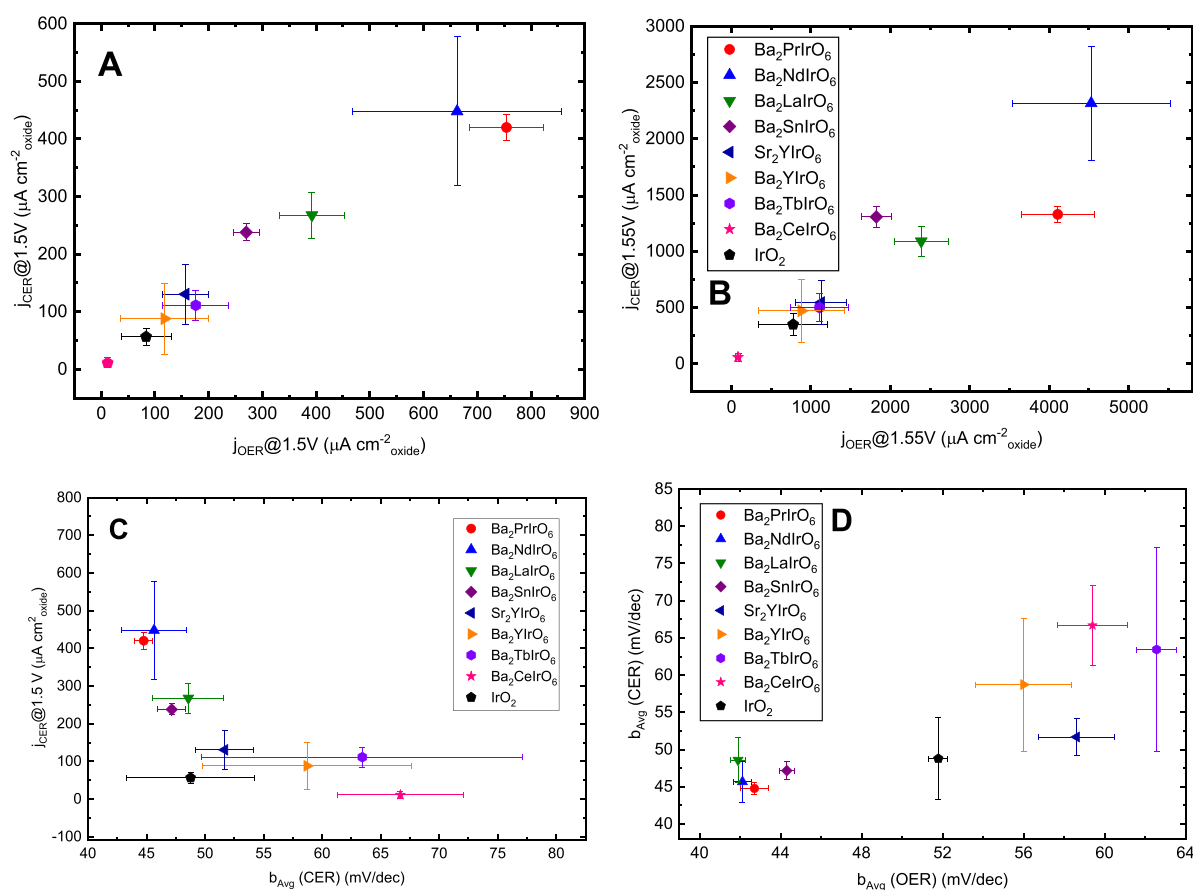 A
j_CER@1.5V (μA cm⁻²_oxide)
600
500
400
300
200
100
0
0 100 200 300 400 500 600 700 800 900
j_OER@1.5V (μA cm⁻²_oxide)
B
j_CER@1.55V (μA cm⁻²_oxide)
3000
2500
2000
1500
1000
500
0
Ba₂PrIrO₆
Ba₂NdIrO₆
Ba₂LaIrO₆
Ba₂SnIrO₆
Sr₂YIrO₆
Ba₂YIrO₆
Ba₂TbIrO₆
Ba₂CeIrO₆
IrO₂
0 1000 2000 3000 4000 5000
j_OER@1.55V (μA cm⁻²_oxide)
C
j_CER@1.5 V (μA cm⁻²_oxide)
800
700
600
500
400
300
200
100
0
-100
Ba₂PrIrO₆
Ba₂NdIrO₆
Ba₂LaIrO₆
Ba₂SnIrO₆
Sr₂YIrO₆
Ba₂YIrO₆
Ba₂TbIrO₆
Ba₂CeIrO₆
IrO₂
40 45 50 55 60 65 70 75 80
b_Avg (CER) (mV/dec)
D
b_Avg (CER) (mV/dec)
85
80
75
70
65
60
55
50
45
40
Ba₂PrIrO₆
Ba₂NdIrO₆
Ba₂LaIrO₆
Ba₂SnIrO₆
Sr₂YIrO₆
Ba₂YIrO₆
Ba₂TbIrO₆
Ba₂CeIrO₆
IrO₂
40 44 48 52 56 60 64
b_Avg (OER) (mV/dec)